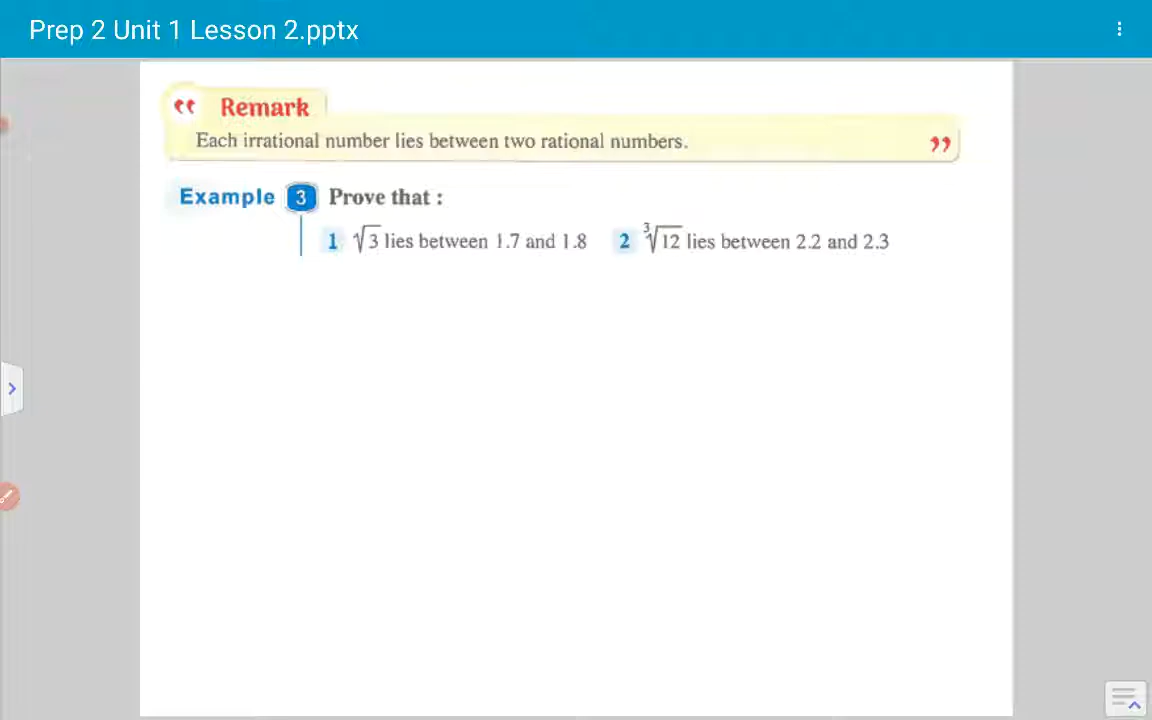 Prep 2 Unit 1 Lesson 2.pptx
“ Remark
Each irrational number lies between two rational numbers. ”
Example 3 Prove that :
1 √3 lies between 1.7 and 1.8 2 ∛12 lies between 2.2 and 2.3